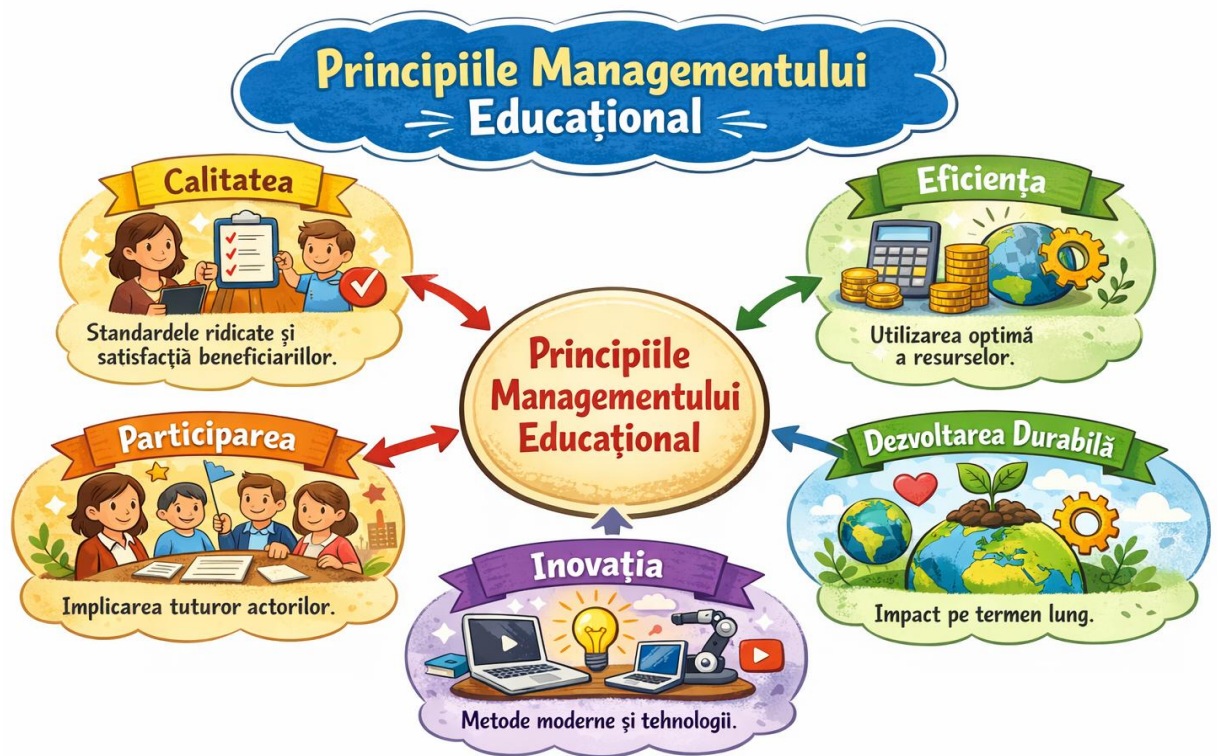 Principiile Managementului
Educațional
Calitatea
Standardele ridicate și
satisfacțiă beneficiarillor.
Eficiența
Utilizarea optimă
a resurselor.
Principiile
Managementului
Educațional
Participarea
Implicarea tuturor actorilor.
Dezvoltarea Durabilă
Impact pe termen lung.
Inovația
Metode moderne și tehnologii.